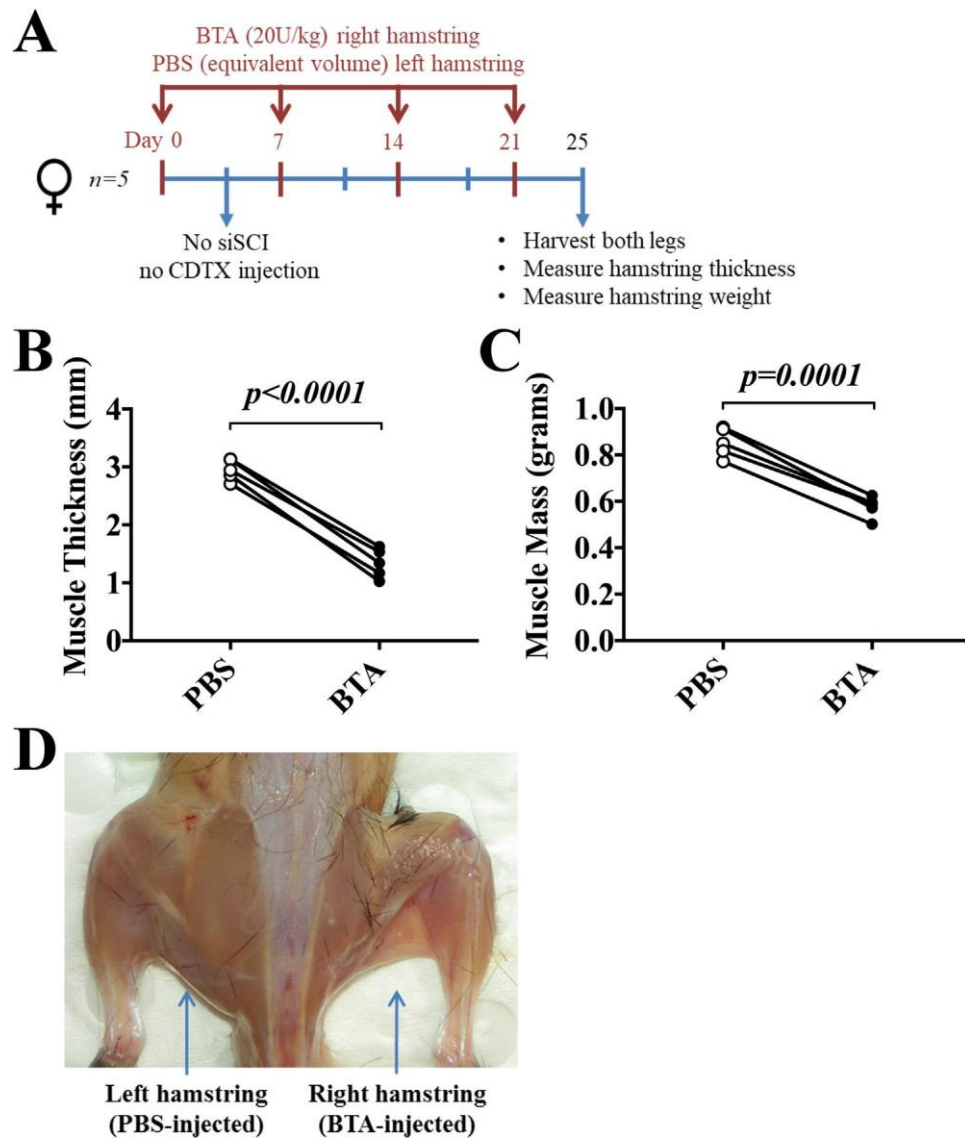 A
BTA (20U/kg) right hamstring
PBS (equivalent volume) left hamstring
Day 0 7 14 21 25
♀ n=5
No siSCI
no CDTX injection
• Harvest both legs
• Measure hamstring thickness
• Measure hamstring weight
B
p<0.0001
Muscle Thickness (mm)
4
3
2
1
0
PBS BTA
C
p=0.0001
Muscle Mass (grams)
1.0
0.8
0.6
0.4
0.2
0.0
PBS BTA
D
Left hamstring
(PBS-injected)
Right hamstring
(BTA-injected)